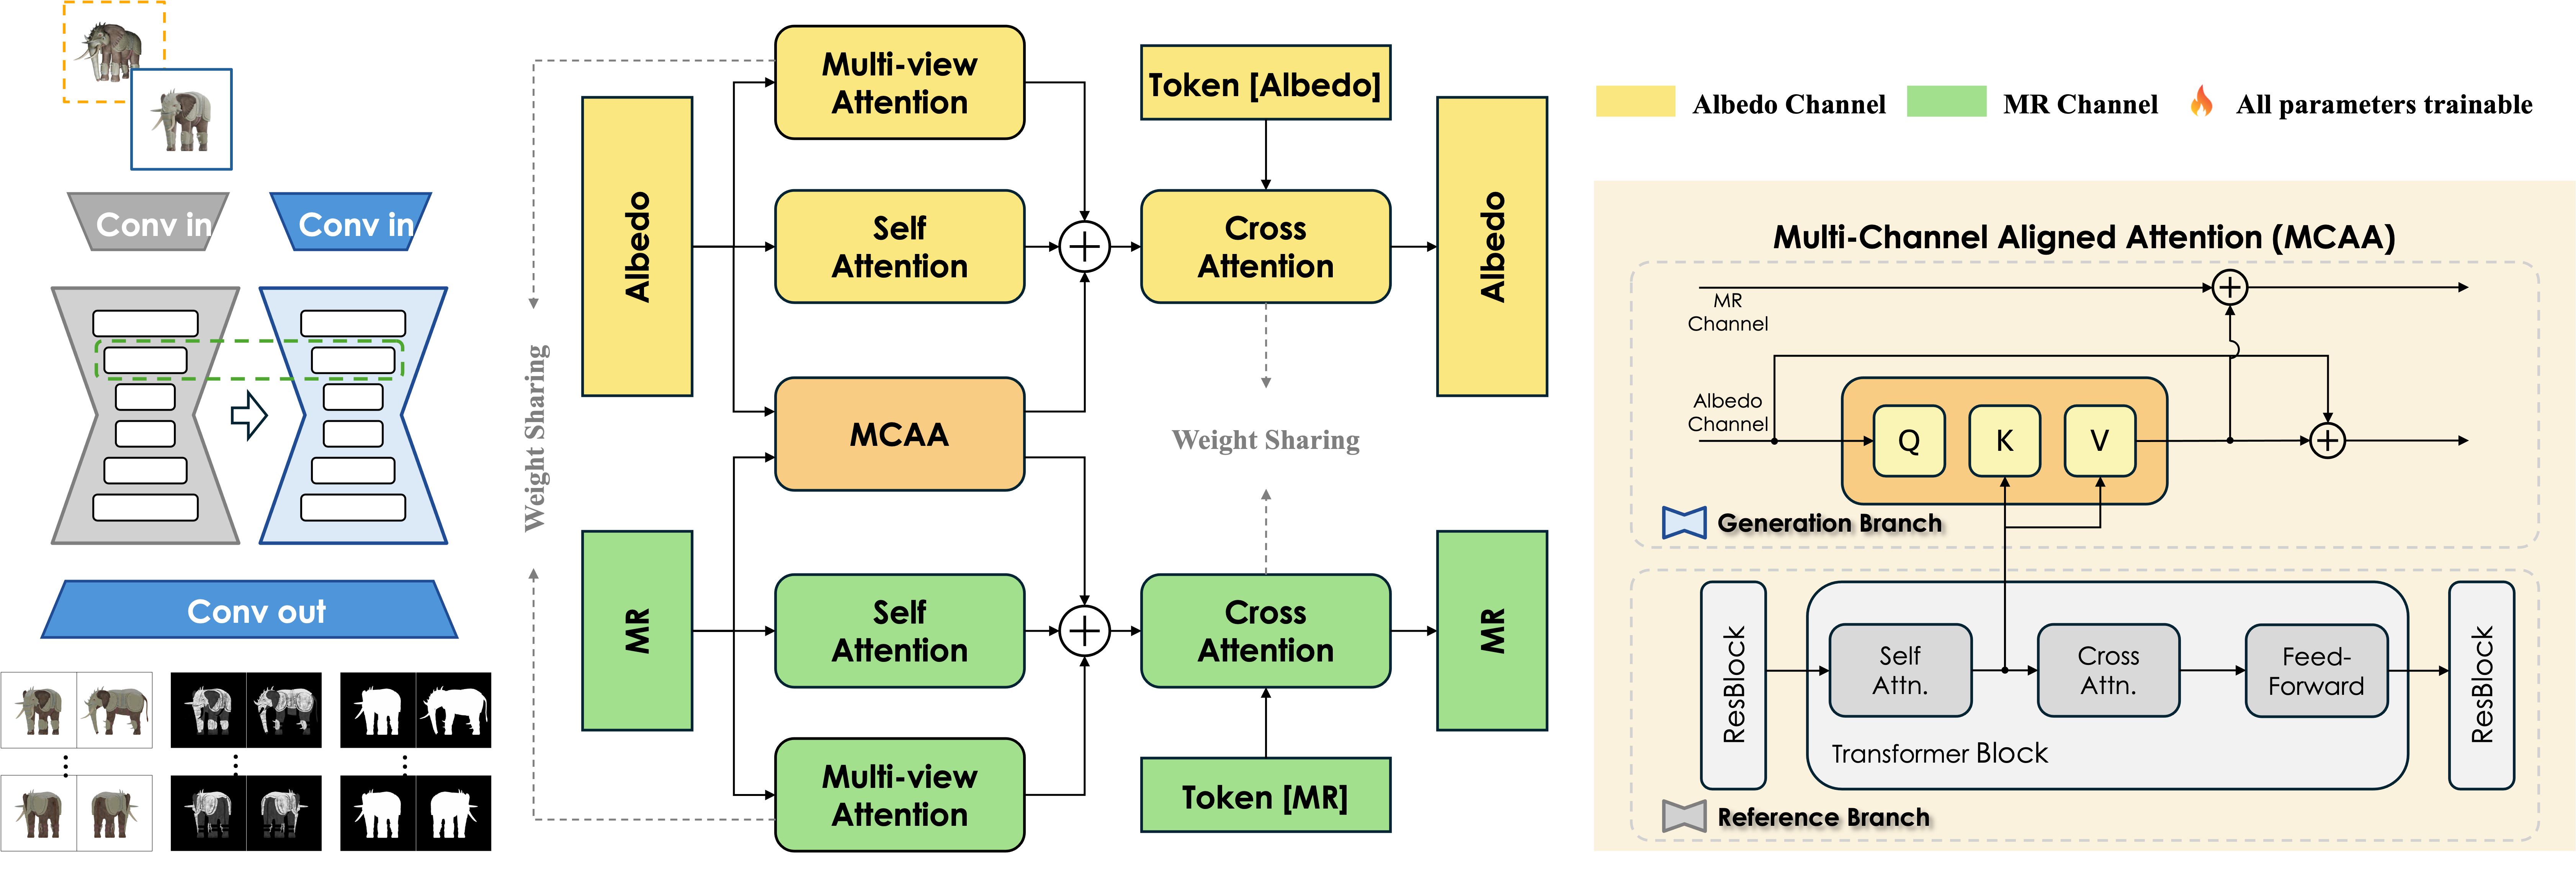 Conv in
Conv in
Conv out
Weight Sharing
Albedo
MR
Multi-view
Attention
Self
Attention
MCAA
Self
Attention
Multi-view
Attention
Token [Albedo]
Cross
Attention
Weight Sharing
Cross
Attention
Token [MR]
Albedo
MR
Albedo Channel
MR Channel
All parameters trainable
Multi-Channel Aligned Attention (MCAA)
MR
Channel
Albedo
Channel
Q
K
V
Generation Branch
ResBlock
Self
Attn.
Cross
Attn.
Feed-
Forward
ResBlock
Transformer Block
Reference Branch